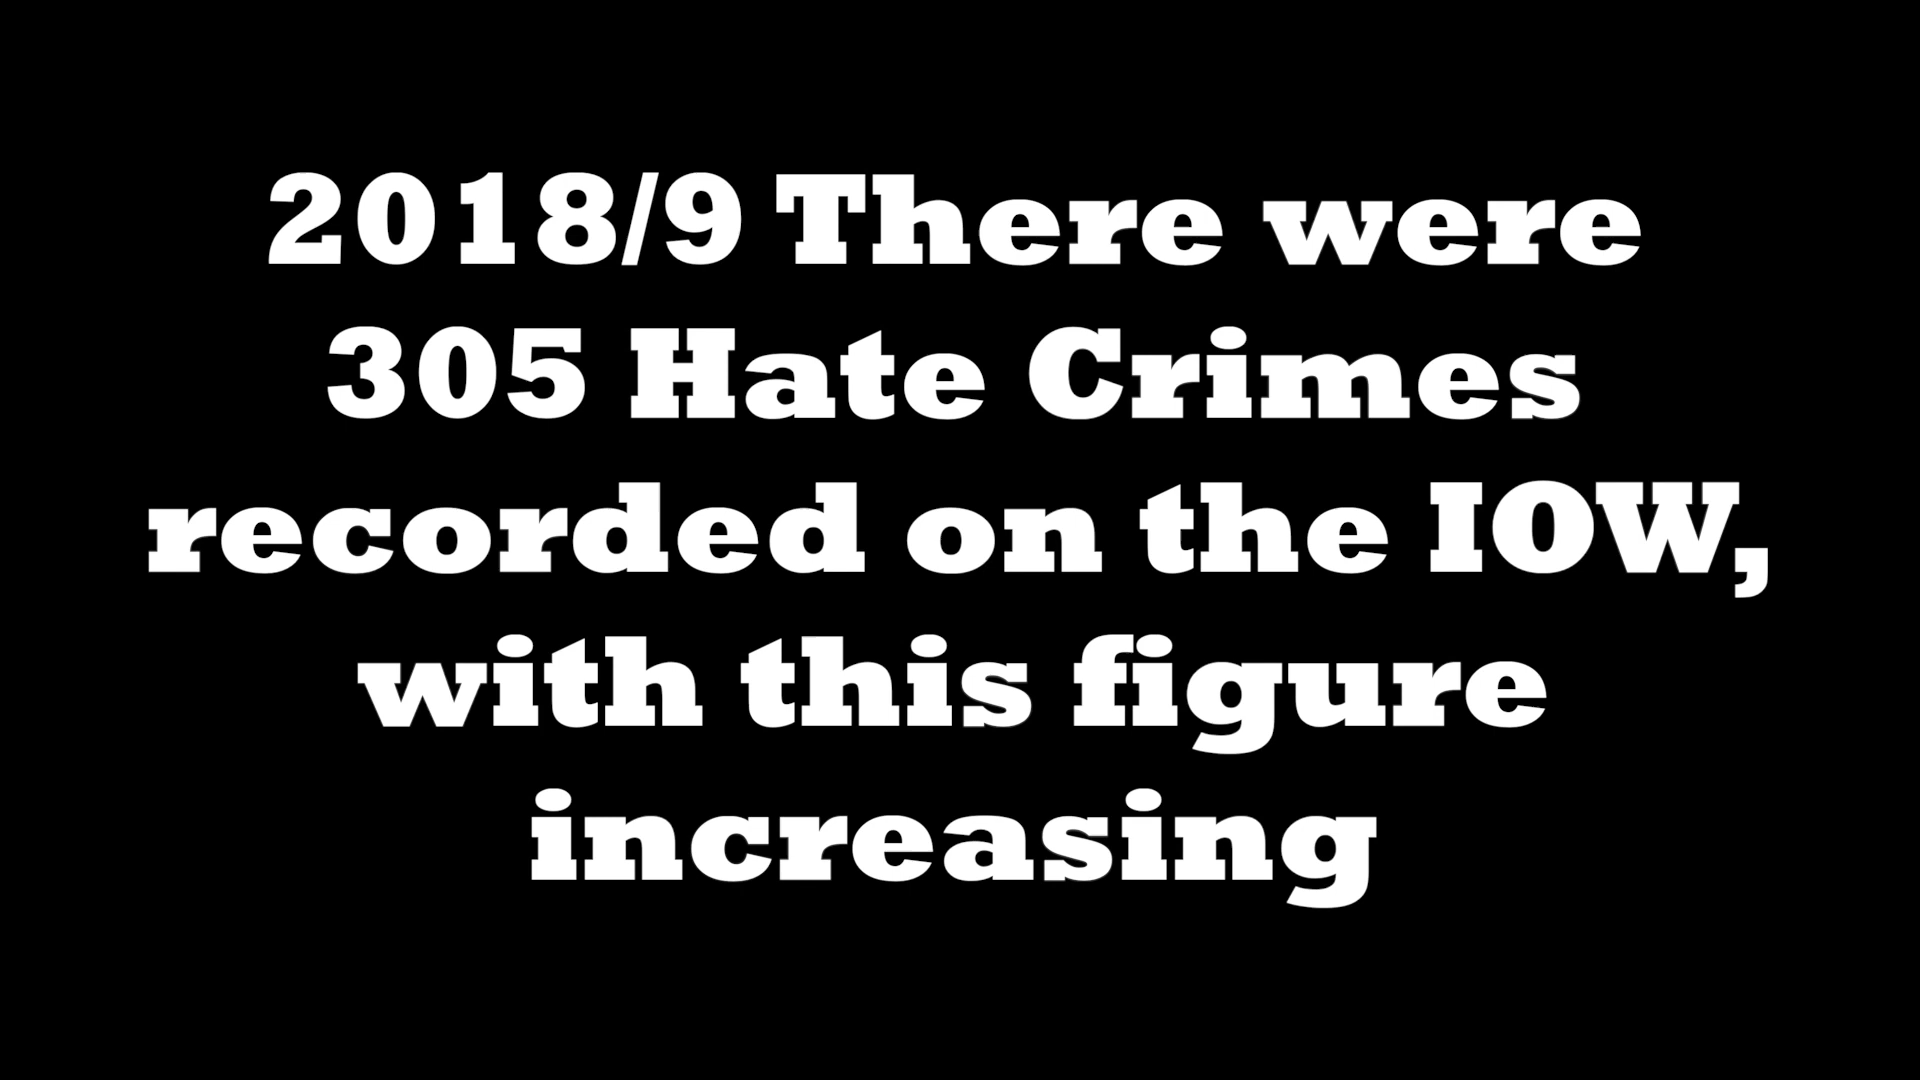 2018/9 There were
305 Hate Crimes
recorded on the IOW,
with this figure
increasing